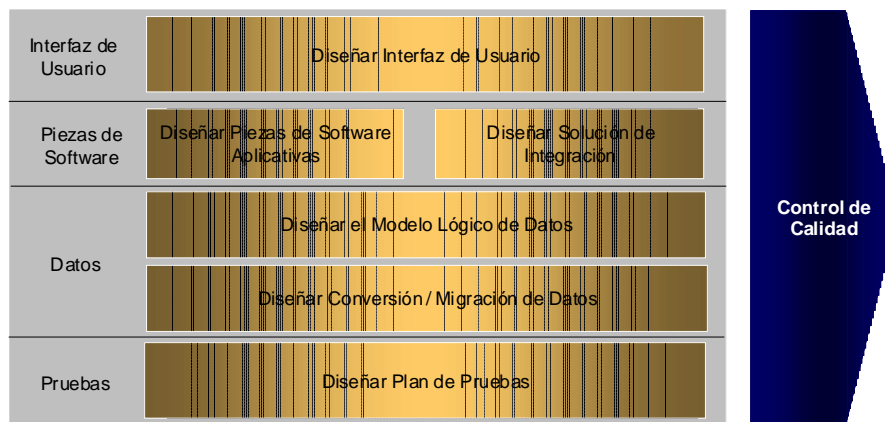 Interfaz de
Usuario
Diseñar Interfaz de Usuario
Piezas de
Software
Diseñar Piezas de Software
Aplicativas
Diseñar Solución de
Integración
Datos
Diseñar el Modelo Lógico de Datos
Diseñar Conversión / Migración de Datos
Pruebas
Diseñar Plan de Pruebas
Control de
Calidad